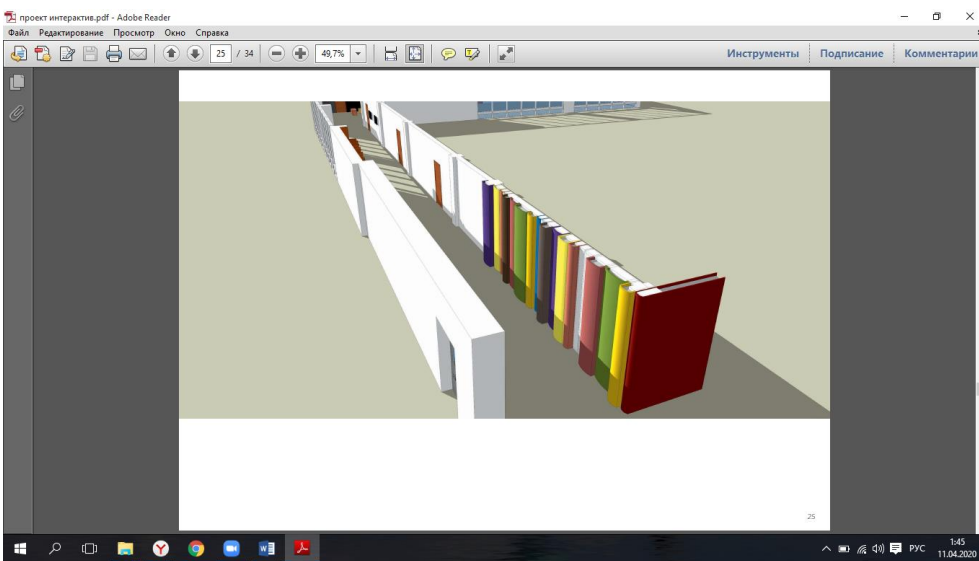 проект интерактив.pdf - Adobe Reader
Файл Редактирование Просмотр Окно Справка
25 / 34 49,7% Инструменты Подписание Комментарии
25
РУС 1:45
11.04.2020